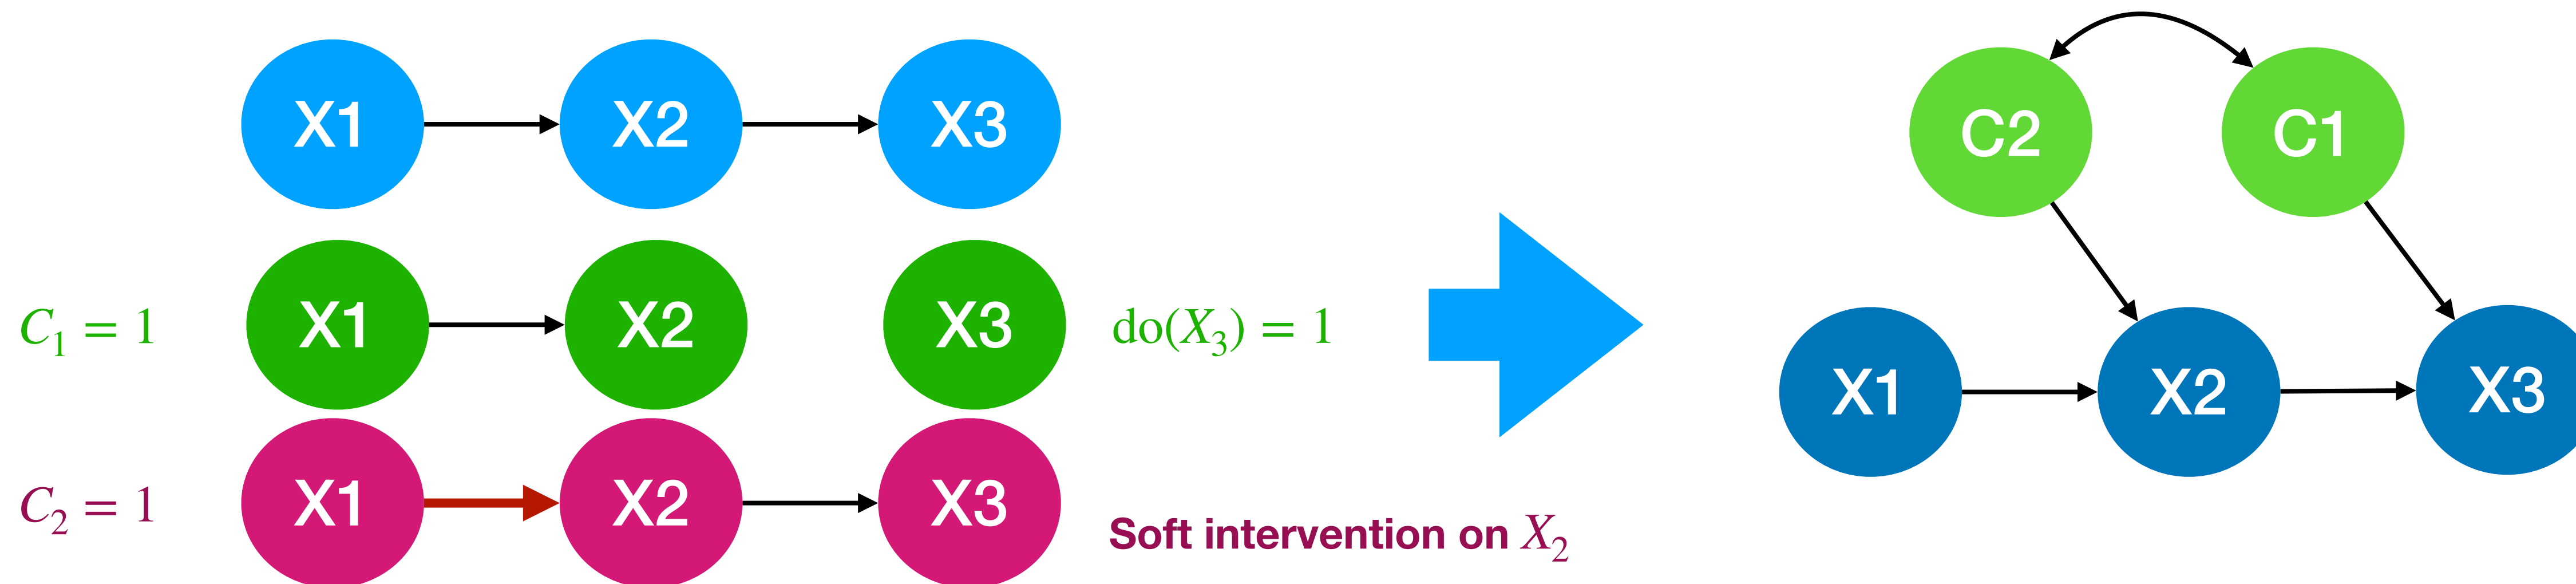 X1 X2 X3
C2 C1
C₁ = 1 X1 X2 X3 do(X₃) = 1
X1 X2 X3
C₂ = 1 X1 X2 X3
Soft intervention on X₂